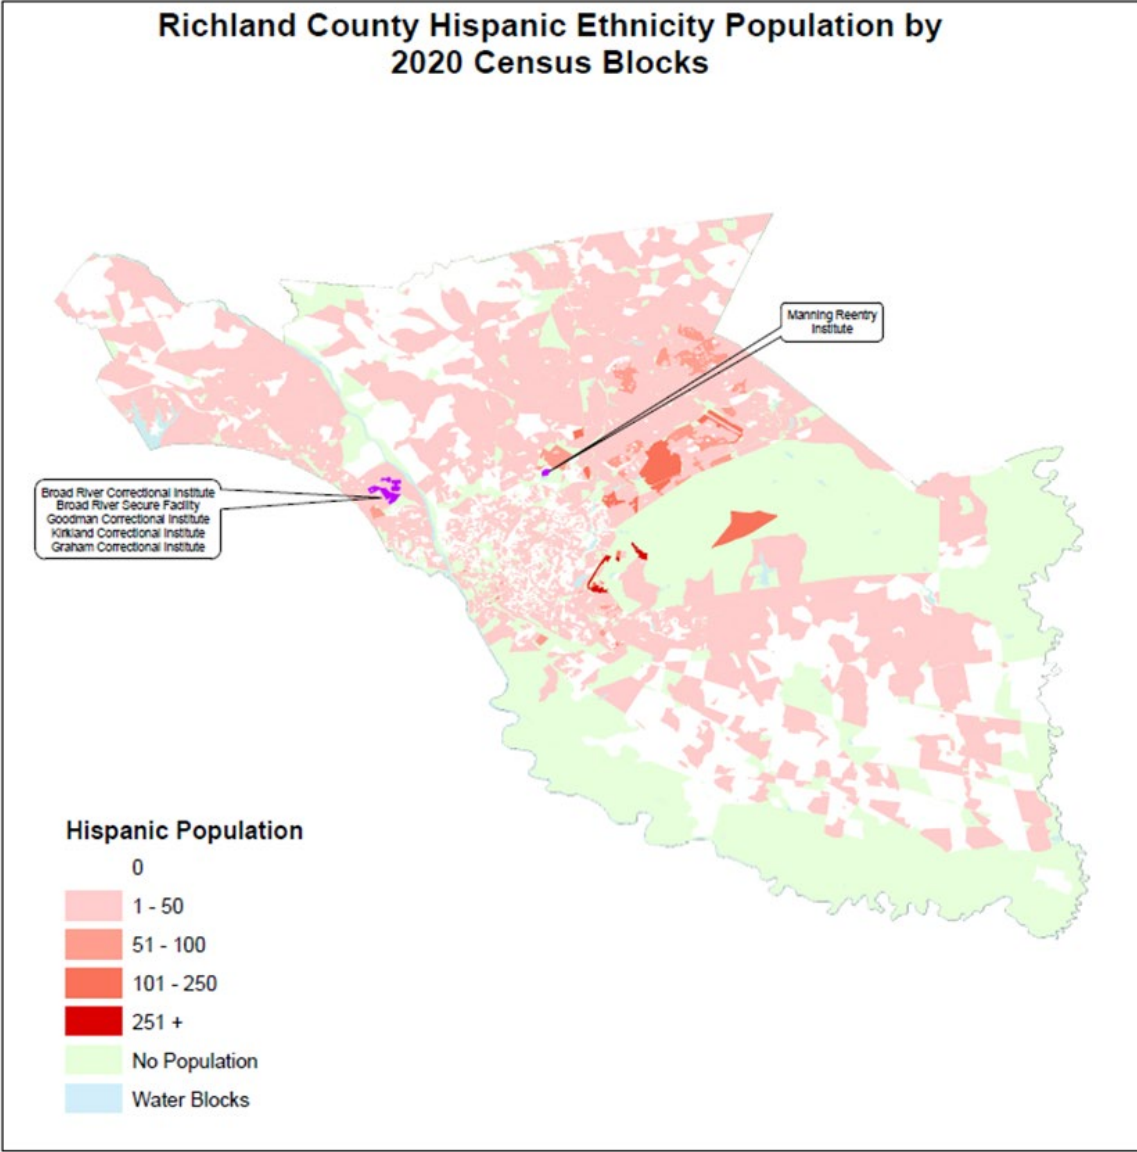 Richland County Hispanic Ethnicity Population by
2020 Census Blocks
Manning Reentry
Institute
Broad River Correctional Institute
Broad River Secure Facility
Goodman Correctional Institute
Kirkland Correctional Institute
Graham Correctional Institute
Hispanic Population
0
1 - 50
51 - 100
101 - 250
251 +
No Population
Water Blocks